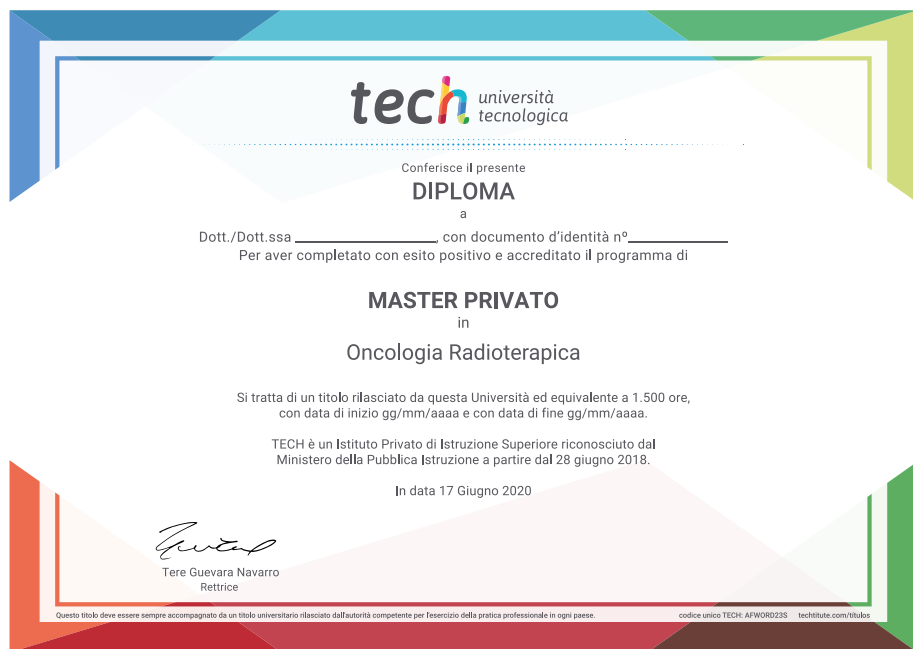 tech università
tecnologica
Conferisce il presente
DIPLOMA
a
Dott./Dott.ssa ____________________, con documento d'identità nº______________
Per aver completato con esito positivo e accreditato il programma di
MASTER PRIVATO
in
Oncologia Radioterapica
Si tratta di un titolo rilasciato da questa Università ed equivalente a 1.500 ore,
con data di inizio gg/mm/aaaa e con data di fine gg/mm/aaaa.
TECH è un Istituto Privato di Istruzione Superiore riconosciuto dal
Ministero della Pubblica Istruzione a partire dal 28 giugno 2018.
In data 17 Giugno 2020
Tere Guevara Navarro
Rettrice
Questo titolo deve essere sempre accompagnato da un titolo universitario rilasciato dall'autorità competente per l'esercizio della pratica professionale in ogni paese. codice unico TECH: AFWORD23S techtitute.com/titulos